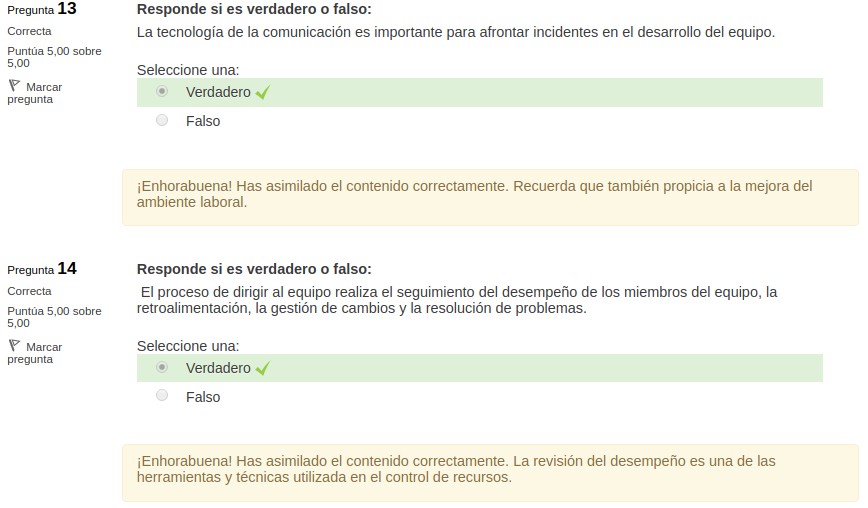 Pregunta 13
Correcta
Puntúa 5,00 sobre
5,00
Marcar
pregunta
Responde si es verdadero o falso:
La tecnología de la comunicación es importante para afrontar incidentes en el desarrollo del equipo.
Seleccione una:
Verdadero
Falso
¡Enhorabuena! Has asimilado el contenido correctamente. Recuerda que también propicia a la mejora del
ambiente laboral.
Pregunta 14
Correcta
Puntúa 5,00 sobre
5,00
Marcar
pregunta
Responde si es verdadero o falso:
El proceso de dirigir al equipo realiza el seguimiento del desempeño de los miembros del equipo, la
retroalimentación, la gestión de cambios y la resolución de problemas.
Seleccione una:
Verdadero
Falso
¡Enhorabuena! Has asimilado el contenido correctamente. La revisión del desempeño es una de las
herramientas y técnicas utilizada en el control de recursos.